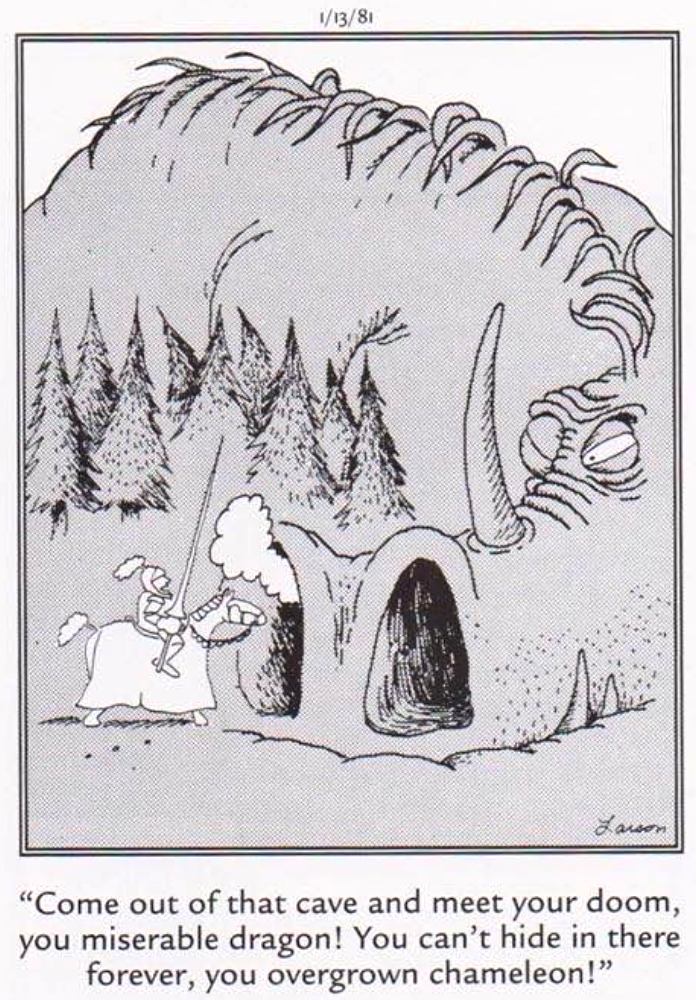 1/13/81
Larson
“Come out of that cave and meet your doom,
you miserable dragon! You can’t hide in there
forever, you overgrown chameleon!”